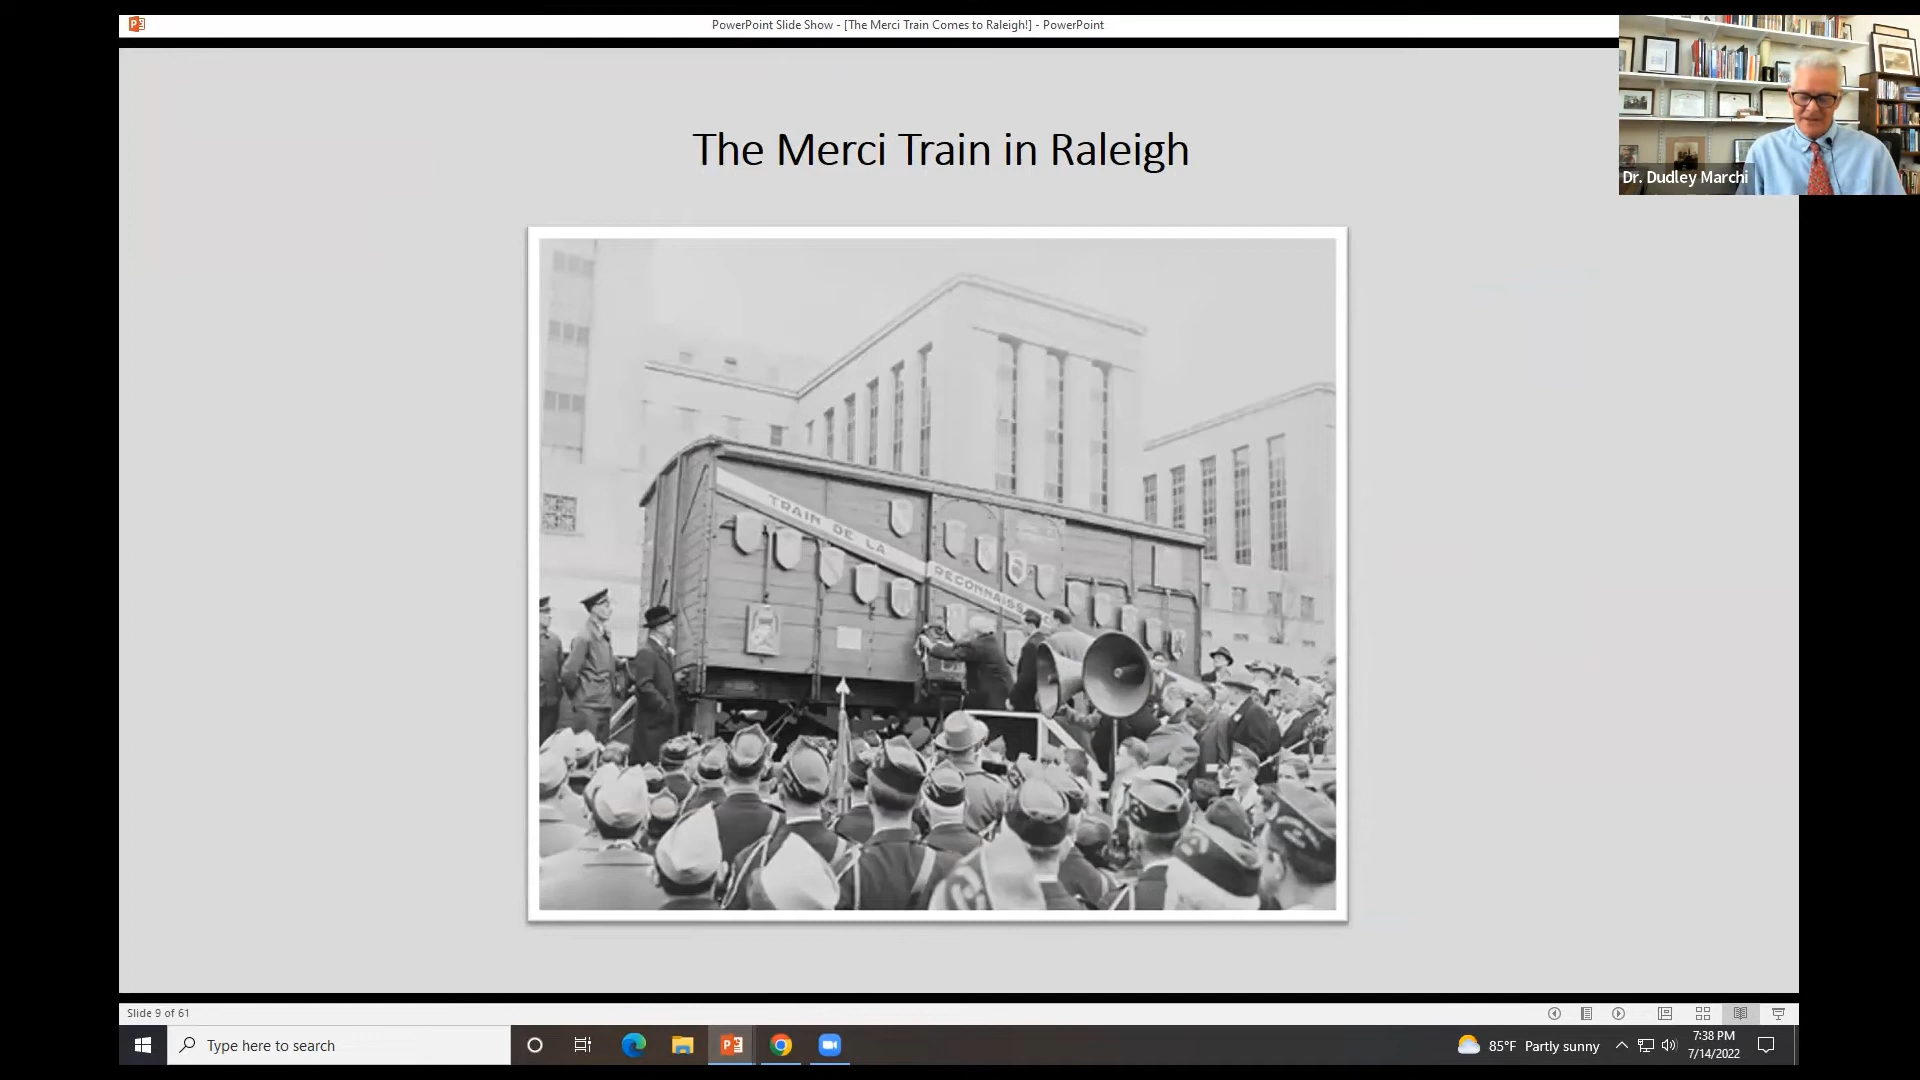 PowerPoint Slide Show - [The Merci Train Comes to Raleigh!] - PowerPoint
Dr. Dudley Marchi
The Merci Train in Raleigh
TRAIN DE LA
RECONNAISS
Slide 9 of 61
Type here to search
85°F Partly sunny
7:38 PM
7/14/2022